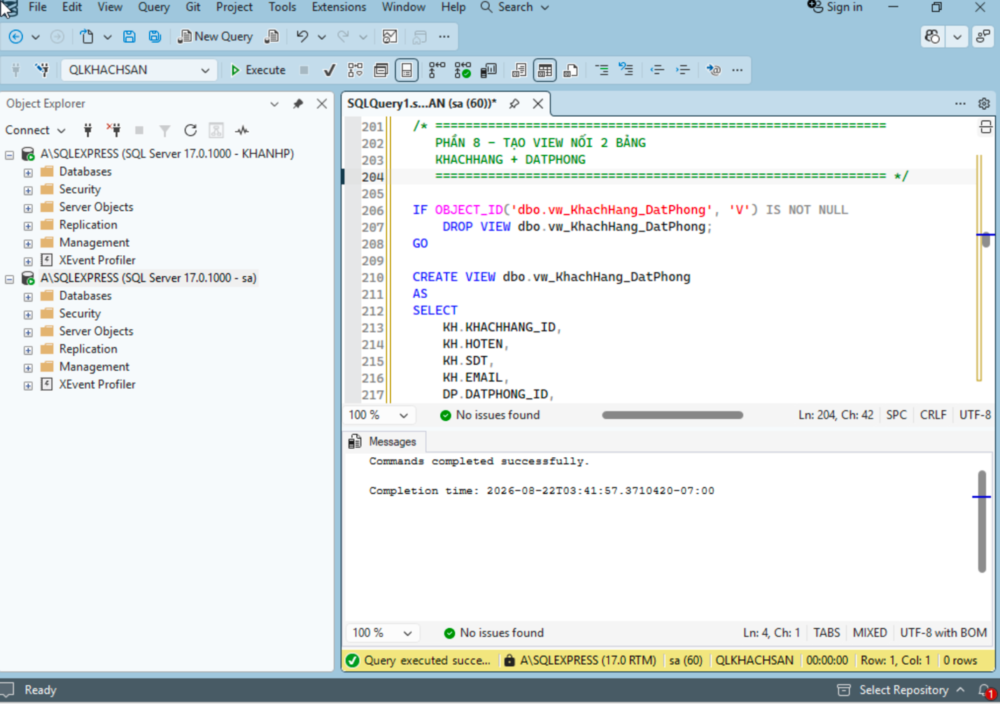 File Edit View Query Git Project Tools Extensions Window Help Search Sign in
New Query
QLKHACHSAN Execute
Object Explorer
Connect
A\SQLEXPRESS (SQL Server 17.0.1000 - KHANHP)
Databases
Security
Server Objects
Replication
Management
XEvent Profiler
A\SQLEXPRESS (SQL Server 17.0.1000 - sa)
Databases
Security
Server Objects
Replication
Management
XEvent Profiler
SQLQuery1.s...AN (sa (60))*
201 /* ============================================================
202 PHẦN 8 - TẠO VIEW NỐI 2 BẢNG
203 KHACHHANG + DATPHONG
204 ============================================================ */
205
206 IF OBJECT_ID('dbo.vw_KhachHang_DatPhong', 'V') IS NOT NULL
207 DROP VIEW dbo.vw_KhachHang_DatPhong;
208 GO
209
210 CREATE VIEW dbo.vw_KhachHang_DatPhong
211 AS
212 SELECT
213 KH.KHACHHANG_ID,
214 KH.HOTEN,
215 KH.SDT,
216 KH.EMAIL,
217 DP.DATPHONG_ID,
100 % No issues found Ln: 204, Ch: 42 SPC CRLF UTF-8
Messages
Commands completed successfully.
Completion time: 2026-08-22T03:41:57.3710420-07:00
100 % No issues found Ln: 4, Ch: 1 TABS MIXED UTF-8 with BOM
Query executed succe... A\SQLEXPRESS (17.0 RTM) sa (60) QLKHACHSAN 00:00:00 Row: 1, Col: 1 0 rows
Ready Select Repository 1